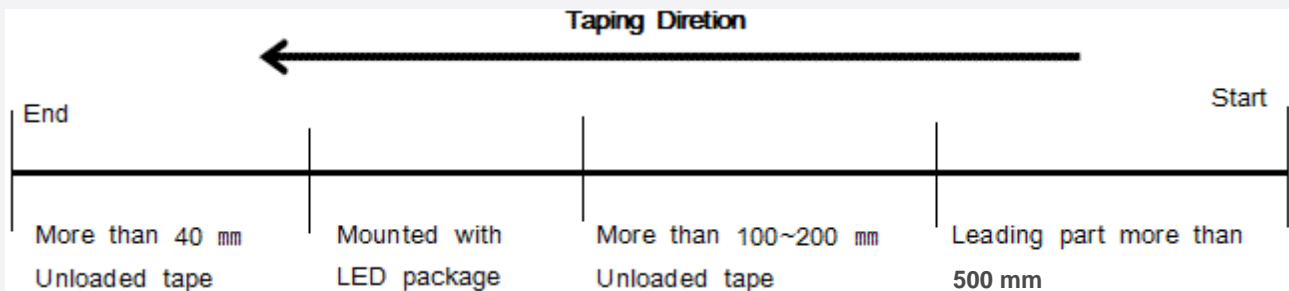 Taping Diretion
End
Start
More than 40 ㎜
Unloaded tape
Mounted with
LED package
More than 100~200 ㎜
Unloaded tape
Leading part more than
500 mm